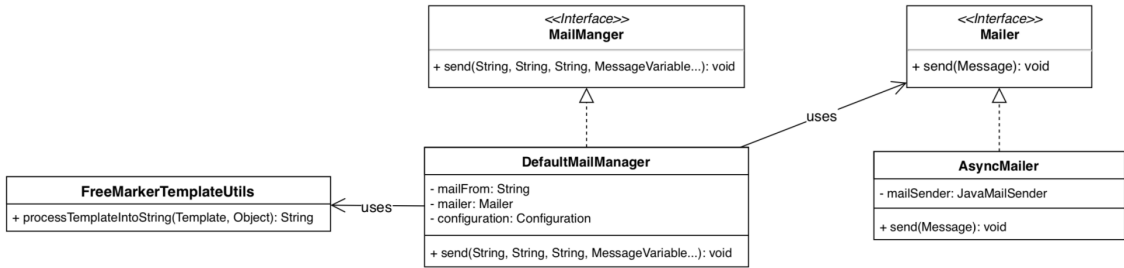 <<Interface>>
MailManger
+ send(String, String, String, MessageVariable...): void
<<Interface>>
Mailer
+ send(Message): void
uses
DefaultMailManager
- mailFrom: String
- mailer: Mailer
- configuration: Configuration
+ send(String, String, String, MessageVariable...): void
AsyncMailer
- mailSender: JavaMailSender
+ send(Message): void
FreeMarkerTemplateUtils
+ processTemplateIntoString(Template, Object): String
uses